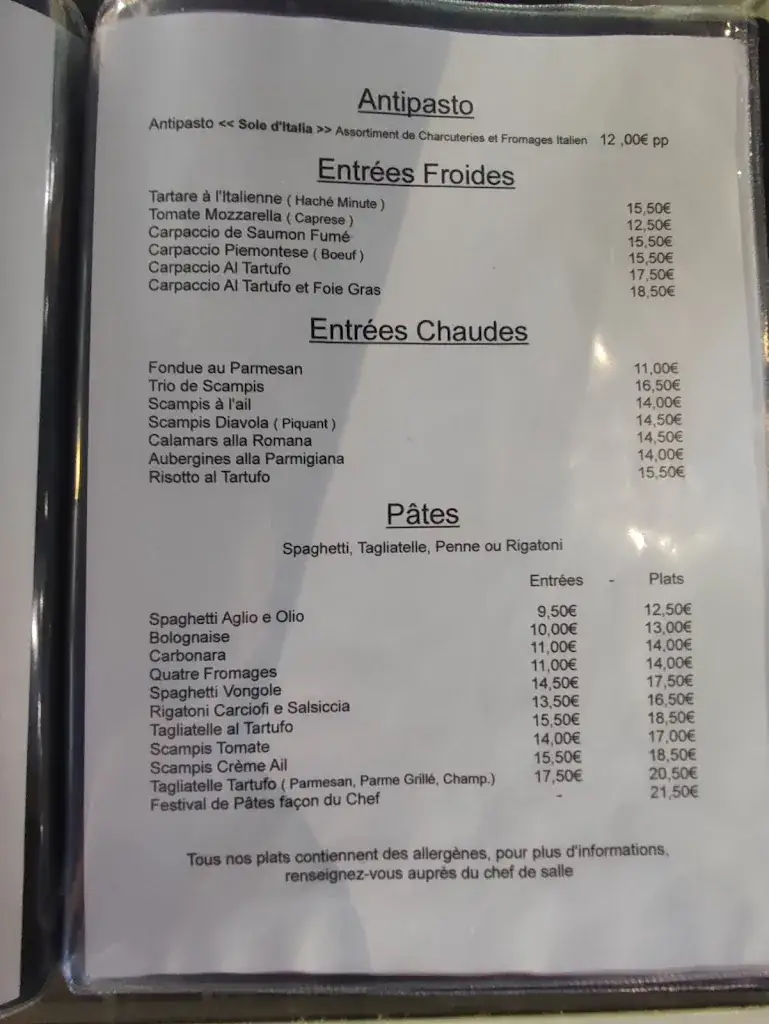 Antipasto
Antipasto << Sole d'Italia >> Assortiment de Charcuteries et Fromages Italien 12 ,00€ pp
Entrées Froides
Tartare à l'Italienne ( Haché Minute ) 15,50€
Tomate Mozzarella ( Caprese ) 12,50€
Carpaccio de Saumon Fumé 15,50€
Carpaccio Piemontese ( Boeuf ) 15,50€
Carpaccio Al Tartufo 17,50€
Carpaccio Al Tartufo et Foie Gras 18,50€
Entrées Chaudes
Fondue au Parmesan 11,00€
Trio de Scampis 16,50€
Scampis à l'ail 14,00€
Scampis Diavola ( Piquant ) 14,50€
Calamars alla Romana 14,50€
Aubergines alla Parmigiana 14,00€
Risotto al Tartufo 15,50€
Pâtes
Spaghetti, Tagliatelle, Penne ou Rigatoni
Entrées - Plats
Spaghetti Aglio e Olio 9,50€ 12,50€
Bolognaise 10,00€ 13,00€
Carbonara 11,00€ 14,00€
Quatre Fromages 11,00€ 14,00€
Spaghetti Vongole 14,50€ 17,50€
Rigatoni Carciofi e Salsiccia 13,50€ 16,50€
Tagliatelle al Tartufo 15,50€ 18,50€
Scampis Tomate 14,00€ 17,00€
Scampis Crème Ail 15,50€ 18,50€
Tagliatelle Tartufo ( Parmesan, Parme Grillé, Champ.) 17,50€ 20,50€
Festival de Pâtes façon du Chef - 21,50€
Tous nos plats contiennent des allergènes, pour plus d'informations,
renseignez-vous auprès du chef de salle